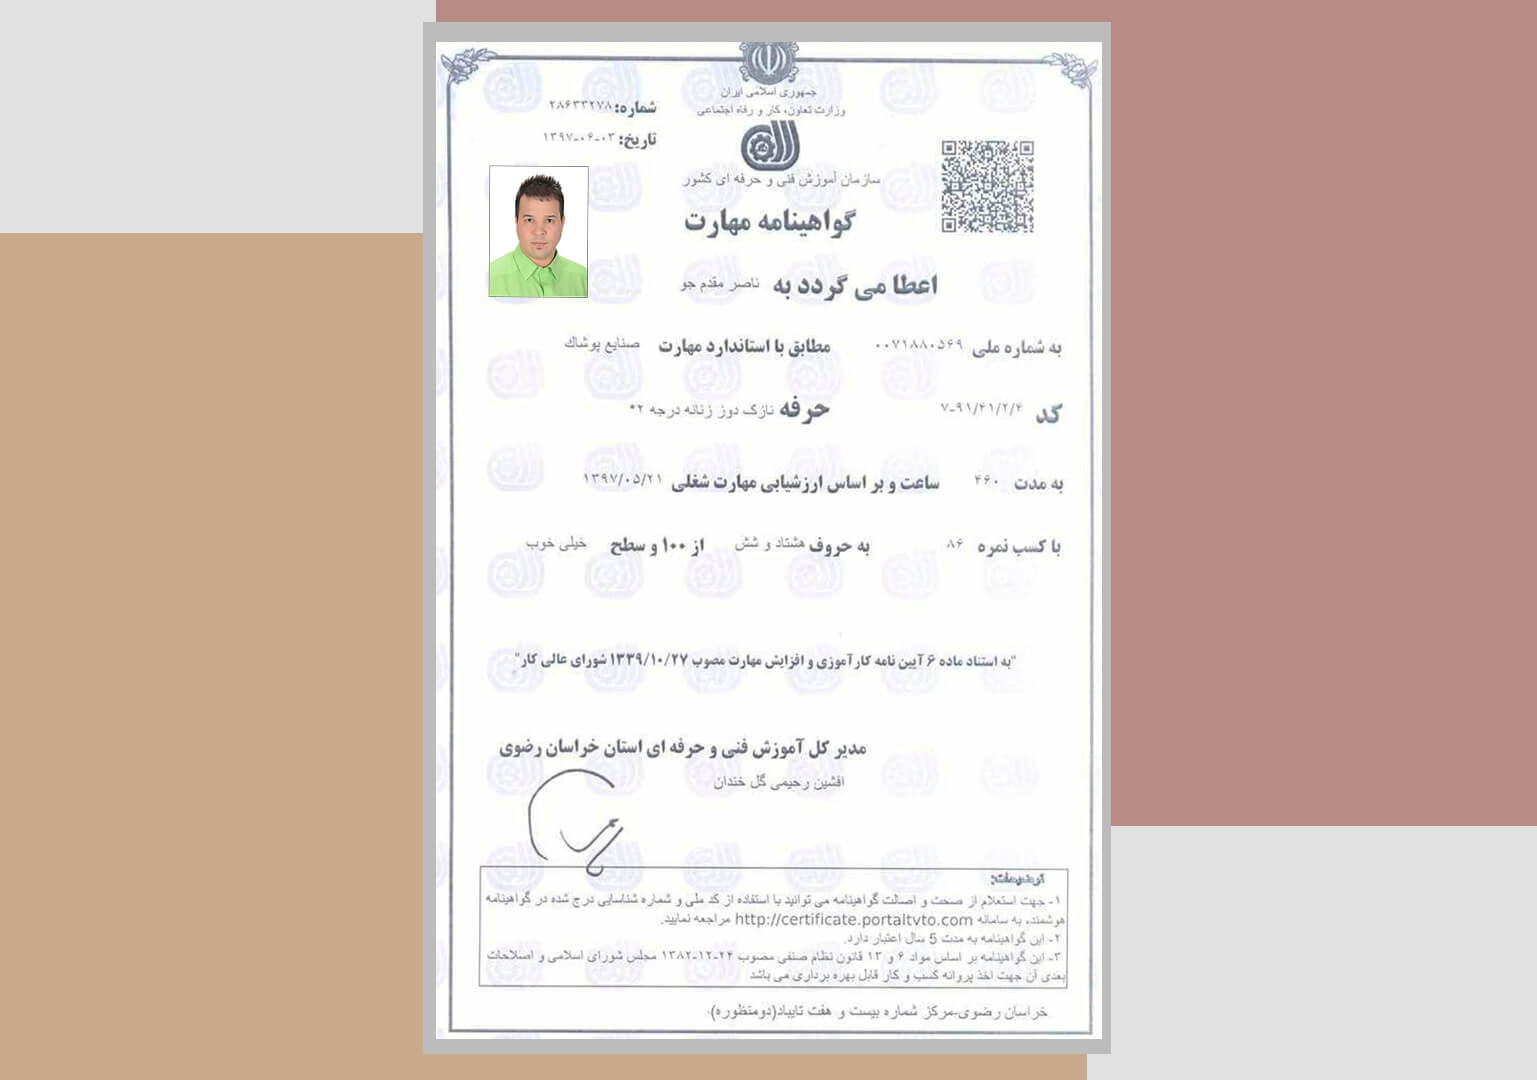 جمهوری اسلامی ایران
وزارت تعاون، کار و رفاه اجتماعی
شماره: ۲۸۶۳۳۲۷۸
تاریخ: ۱۳۹۷-۰۶-۰۳
سازمان آموزش فنی و حرفه ای کشور
گواهینامه مهارت
اعطا می گردد به ناصر مقدم جو
به شماره ملی ۰۰۷۱۸۸۰۵۶۹ مطابق با استاندارد مهارت صنایع پوشاك
کد ۷-۹۱/۴۱/۲/۴ حرفه نازک دوز زنانه درجه ۲*
به مدت ۴۶۰ ساعت و بر اساس ارزشیابی مهارت شغلی ۱۳۹۷/۰۵/۲۱
با کسب نمره ۸۶ به حروف هشتاد و شش از ۱۰۰ و سطح خیلی خوب
"به استناد ماده ۶ آیین نامه کارآموزی و افزایش مهارت مصوب ۱۳۳۹/۱۰/۲۷ شورای عالی کار"
مدیر کل آموزش فنی و حرفه ای استان خراسان رضوی
افشین رحیمی گل خندان
توضیحات:
۱- جهت استعلام از صحت و اصالت گواهینامه می توانید با استفاده از کد ملی و شماره شناسایی درج شده در گواهینامه
هوشمند، به سامانه http://certificate.portaltvto.com مراجعه نمایید.
۲- این گواهینامه به مدت 5 سال اعتبار دارد.
۳- این گواهینامه بر اساس مواد ۶ و ۱۳ قانون نظام صنفی مصوب ۲۴-۱۲-۱۳۸۲ مجلس شورای اسلامی و اصلاحات
بعدی آن جهت اخذ پروانه کسب و کار قابل بهره برداری می باشد
خراسان رضوی-مرکز شماره بیست و هفت تایباد(دومنظوره).